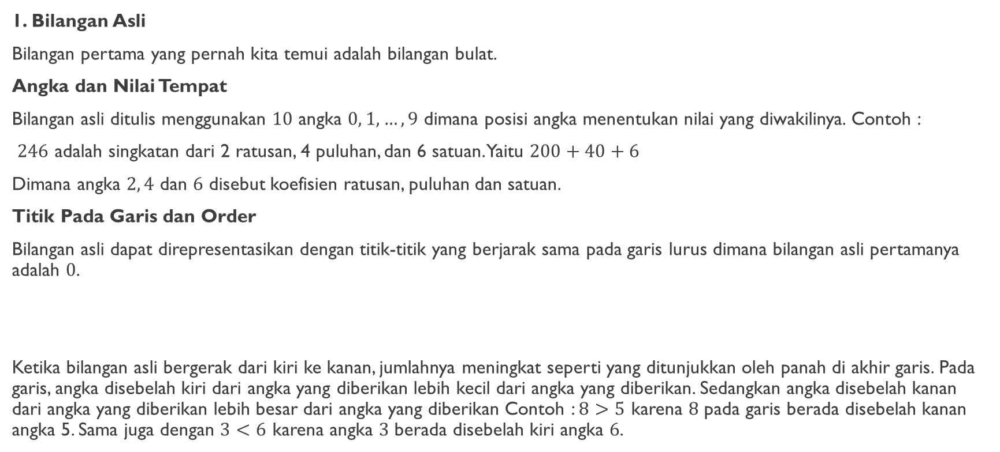 1. Bilangan Asli
Bilangan pertama yang pernah kita temui adalah bilangan bulat.
Angka dan Nilai Tempat
Bilangan asli ditulis menggunakan 10 angka 0, 1, ... , 9 dimana posisi angka menentukan nilai yang diwakilinya. Contoh :
246 adalah singkatan dari 2 ratusan, 4 puluhan, dan 6 satuan. Yaitu 200 + 40 + 6
Dimana angka 2, 4 dan 6 disebut koefisien ratusan, puluhan dan satuan.
Titik Pada Garis dan Order
Bilangan asli dapat direpresentasikan dengan titik-titik yang berjarak sama pada garis lurus dimana bilangan asli pertamanya
adalah 0.
Ketika bilangan asli bergerak dari kiri ke kanan, jumlahnya meningkat seperti yang ditunjukkan oleh panah di akhir garis. Pada
garis, angka disebelah kiri dari angka yang diberikan lebih kecil dari angka yang diberikan. Sedangkan angka disebelah kanan
dari angka yang diberikan lebih besar dari angka yang diberikan Contoh : 8 > 5 karena 8 pada garis berada disebelah kanan
angka 5. Sama juga dengan 3 < 6 karena angka 3 berada disebelah kiri angka 6.